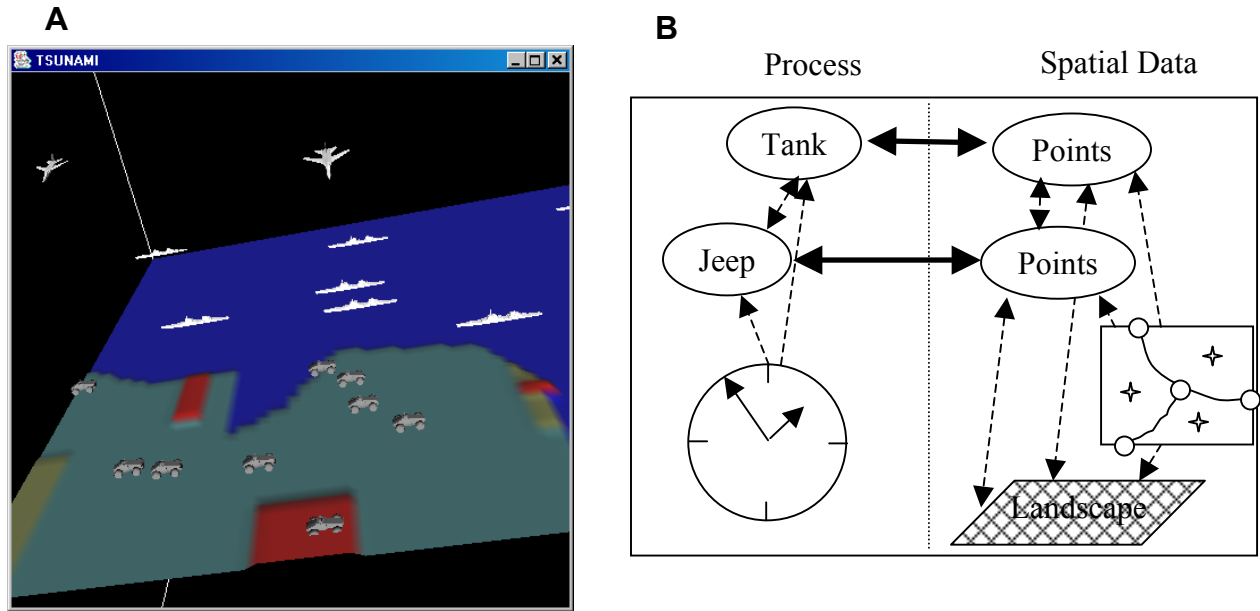 A
TSUNAMI
B
Process
Spatial Data
Tank
Points
Jeep
Points
Landscape